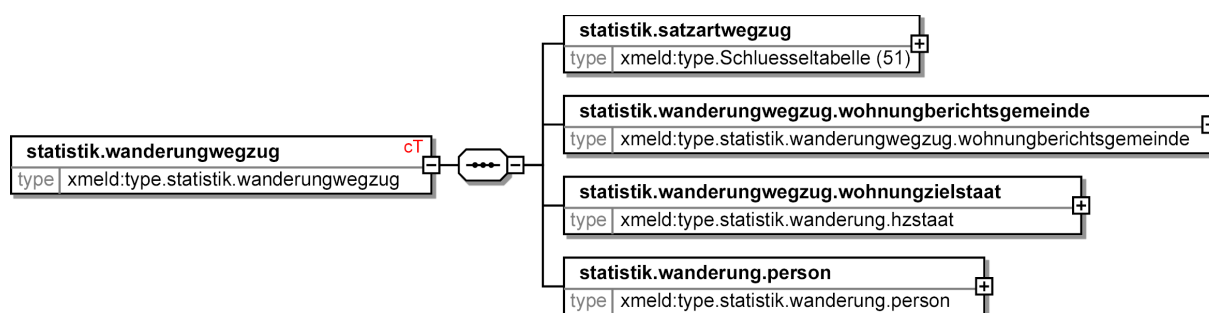 statistik.satzartwegzug
type xmeld:type.Schluesseltabelle (51)
statistik.wanderungwegzug.wohnungberichtsgemeinde
type xmeld:type.statistik.wanderungwegzug.wohnungberichtsgemeinde
statistik.wanderungwegzug cT
type xmeld:type.statistik.wanderungwegzug
statistik.wanderungwegzug.wohnungzielstaat
type xmeld:type.statistik.wanderung.hzstaat
statistik.wanderung.person
type xmeld:type.statistik.wanderung.person